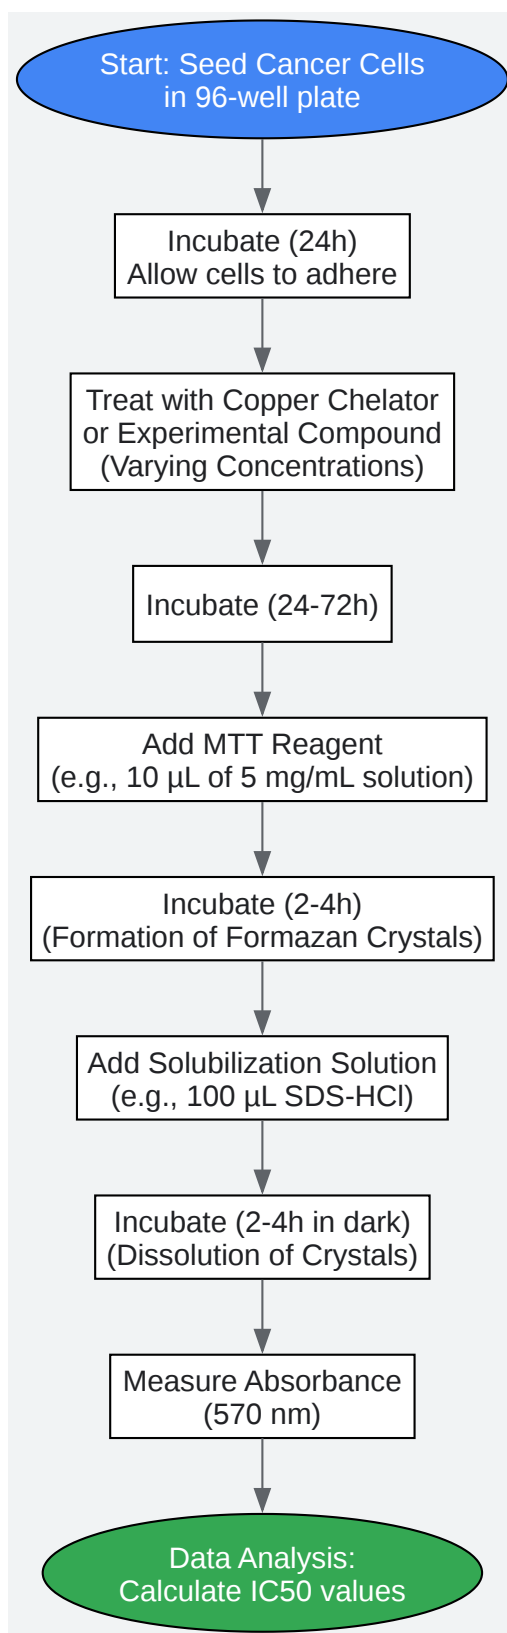 Start: Seed Cancer Cells
in 96-well plate
Incubate (24h)
Allow cells to adhere
Treat with Copper Chelator
or Experimental Compound
(Varying Concentrations)
Incubate (24-72h)
Add MTT Reagent
(e.g., 10 µL of 5 mg/mL solution)
Incubate (2-4h)
(Formation of Formazan Crystals)
Add Solubilization Solution
(e.g., 100 µL SDS-HCl)
Incubate (2-4h in dark)
(Dissolution of Crystals)
Measure Absorbance
(570 nm)
Data Analysis:
Calculate IC50 values